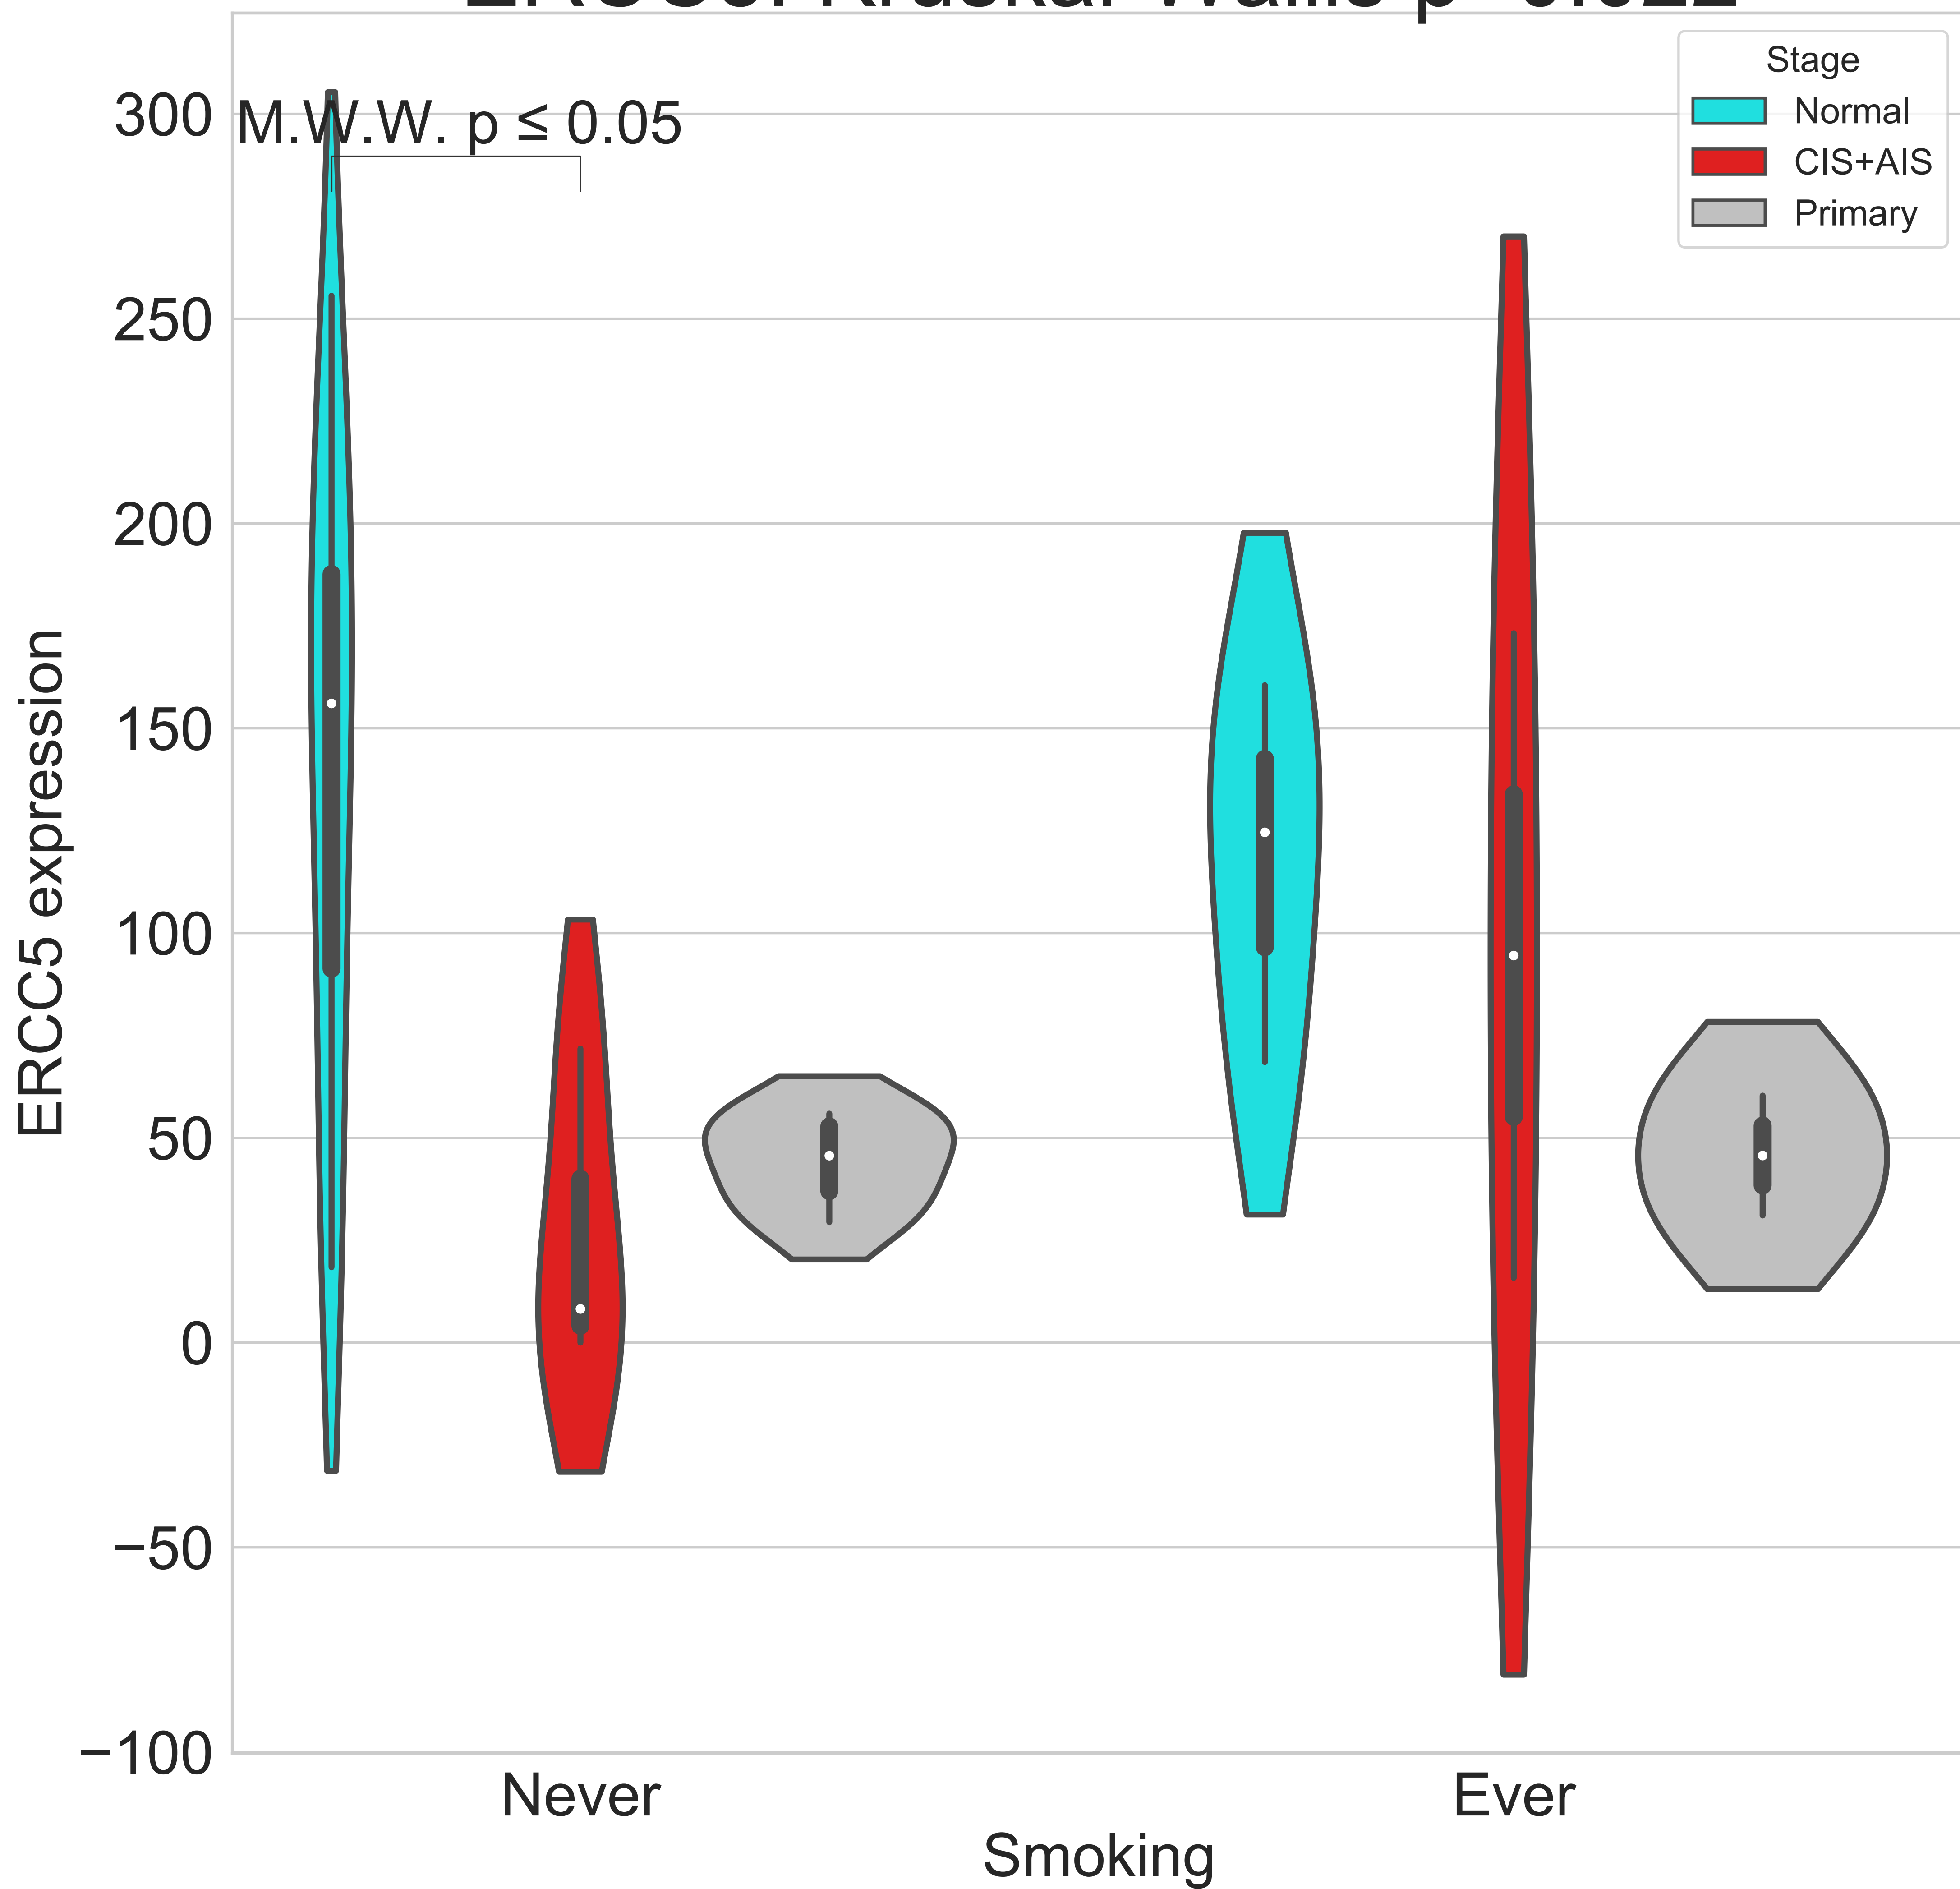 300
250
200
150
100
50
0
−50
−100
ERCC5 expression
M.W.W. p ≤ 0.05
Stage
Normal
CIS+AIS
Primary
Never
Ever
Smoking